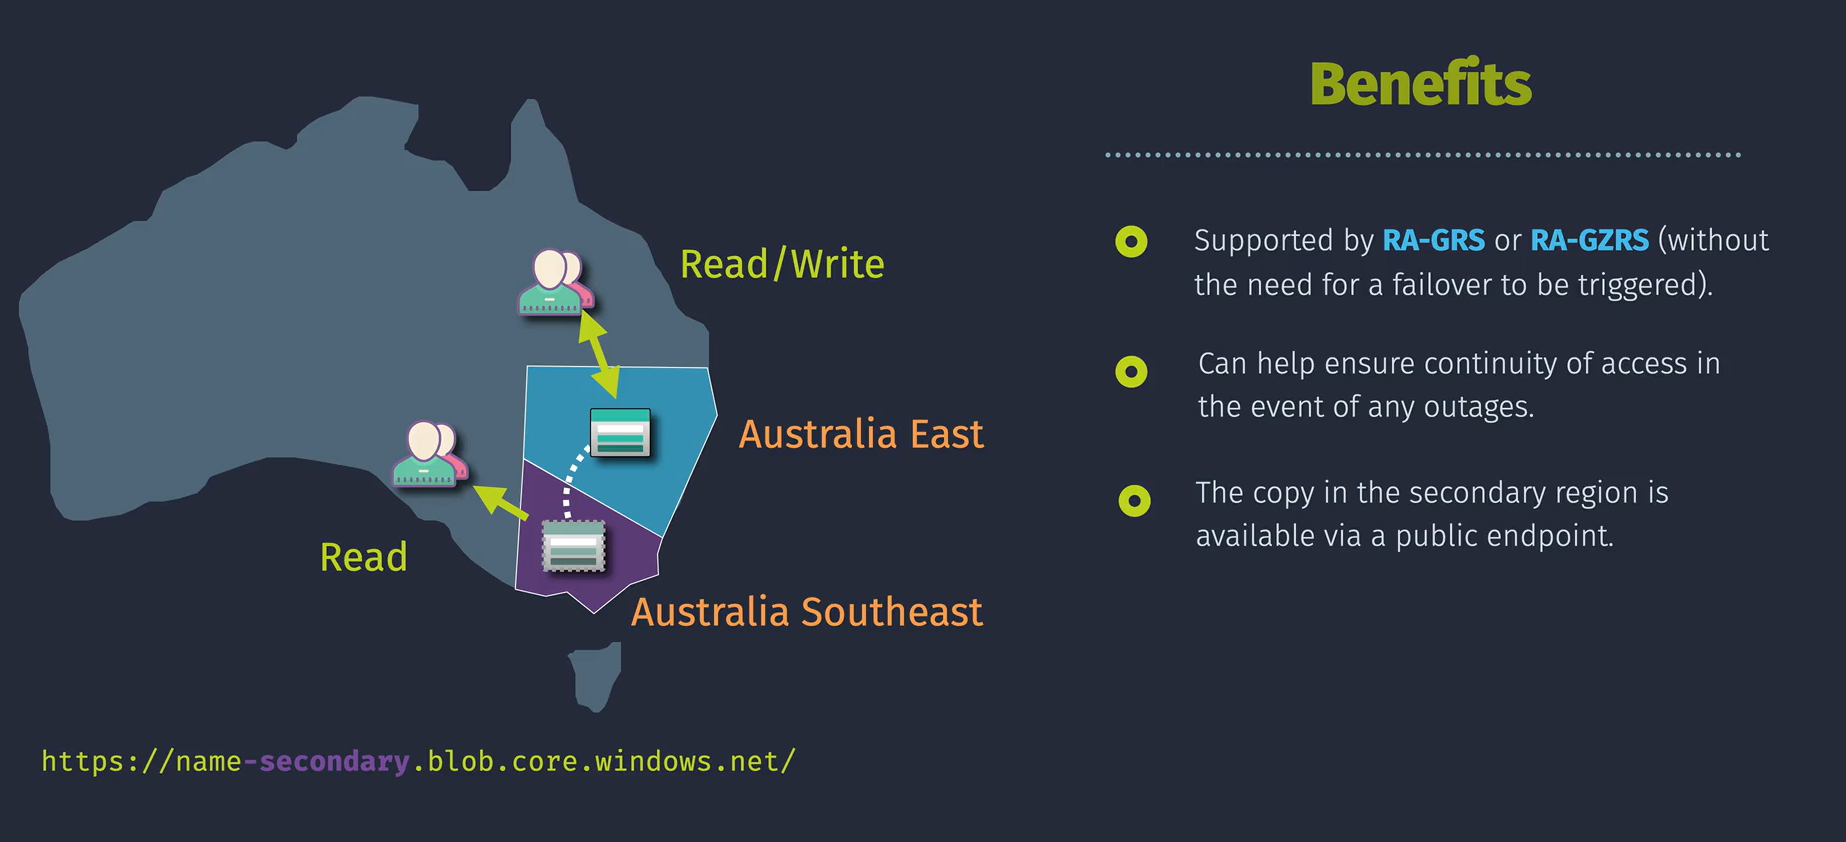 Benefits
Read/Write
Australia East
Read
Australia Southeast
https://name-secondary.blob.core.windows.net/
Supported by RA-GRS or RA-GZRS (without
the need for a failover to be triggered).
Can help ensure continuity of access in
the event of any outages.
The copy in the secondary region is
available via a public endpoint.